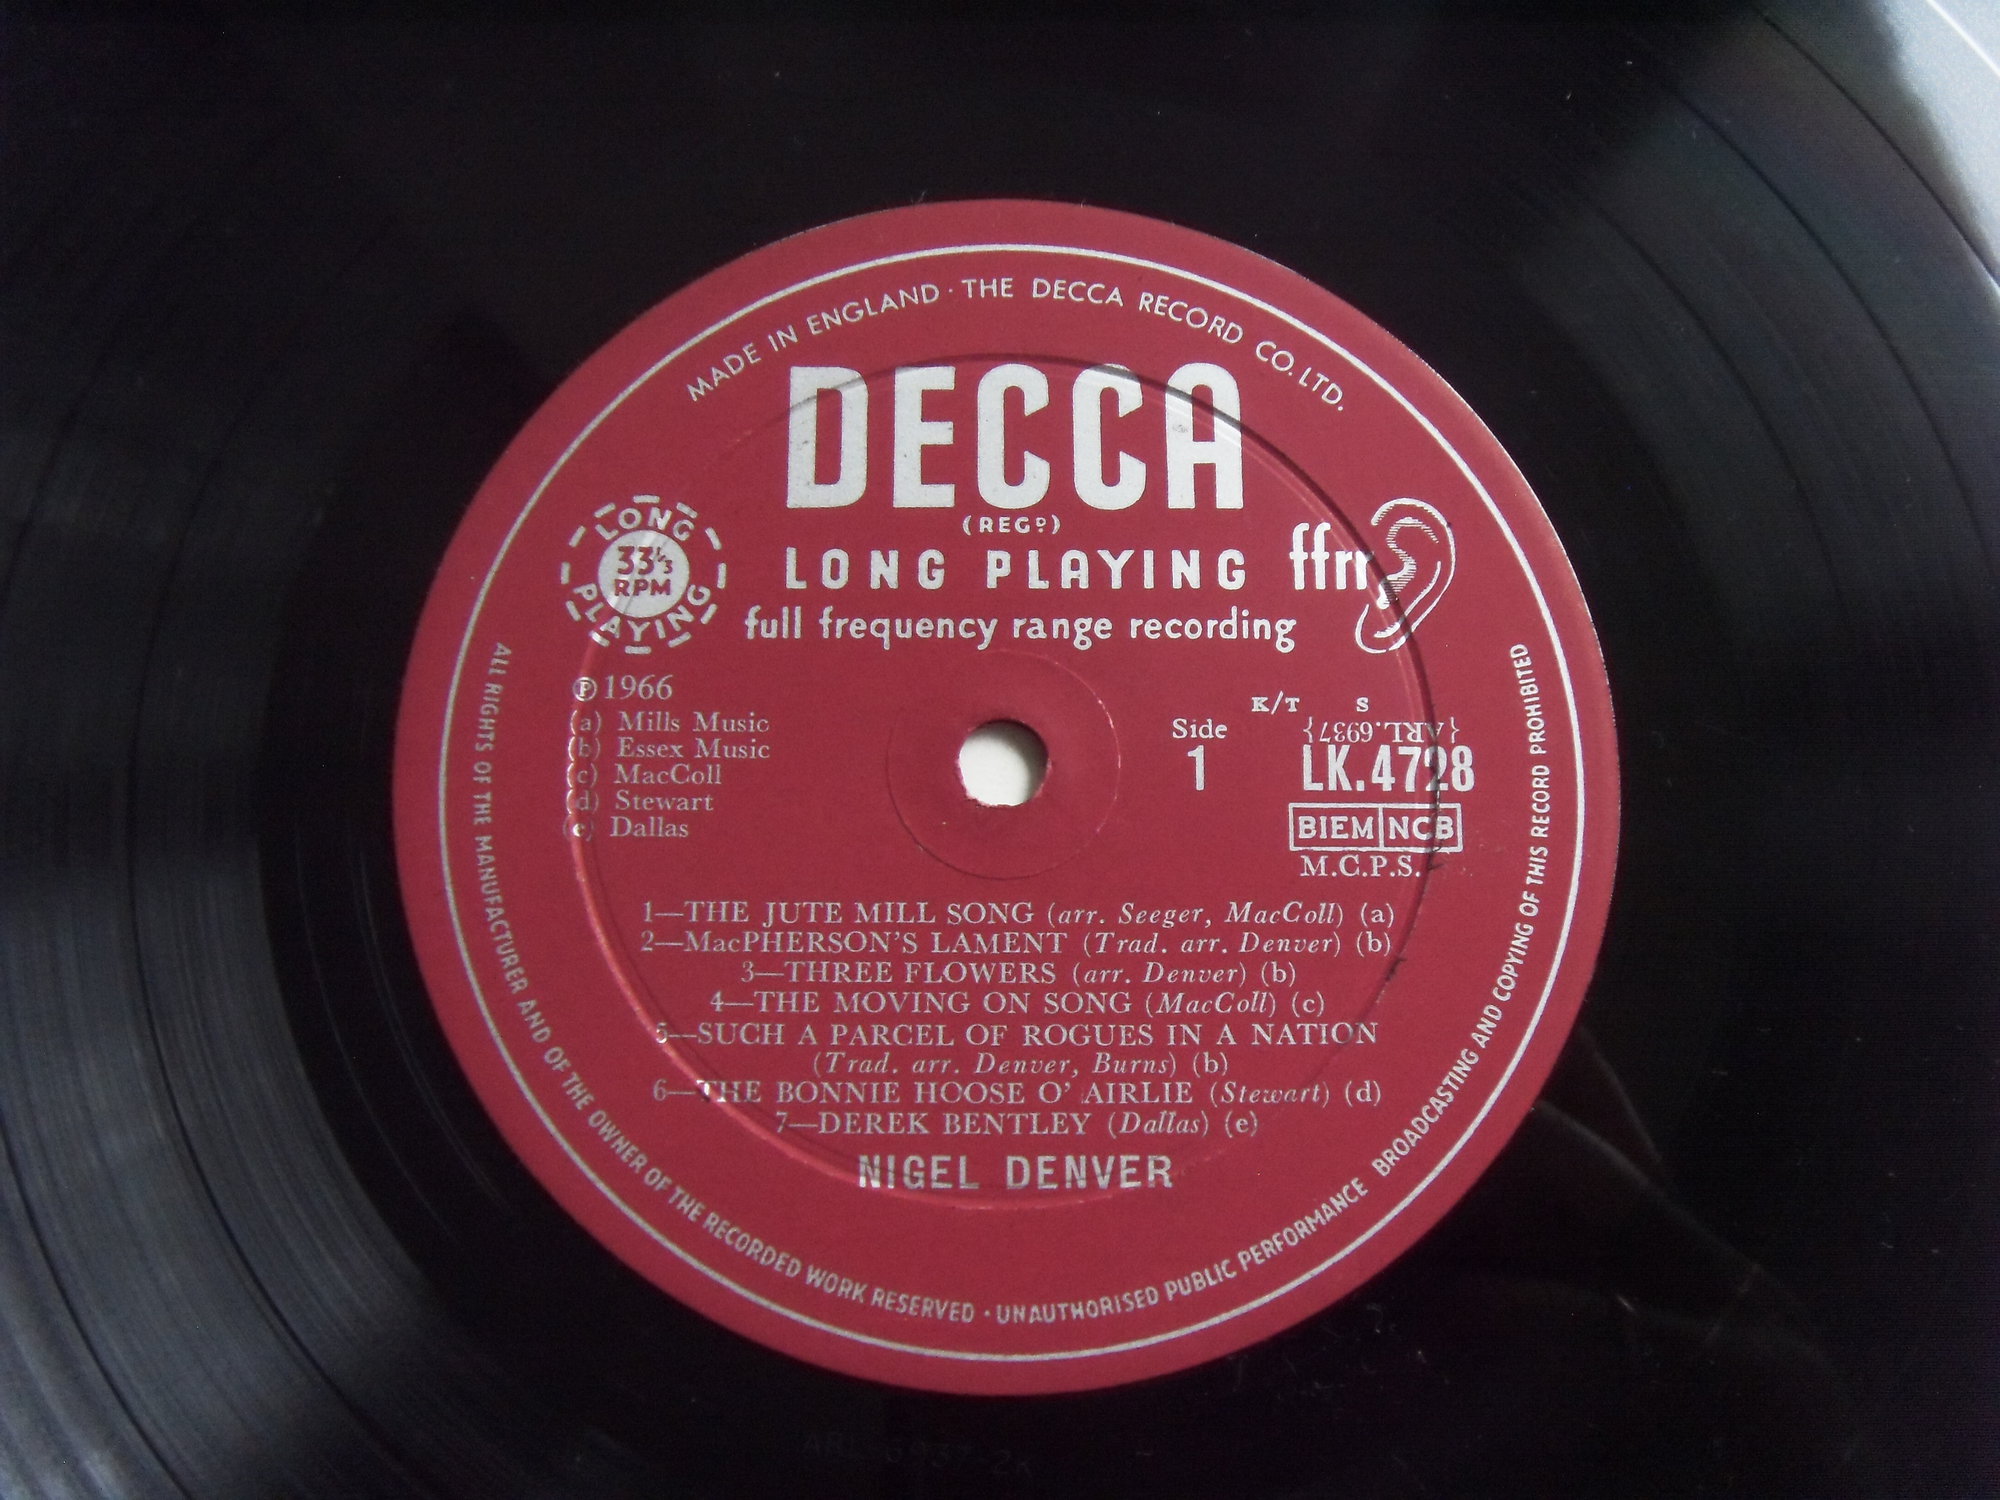 MADE IN ENGLAND · THE DECCA RECORD CO. LTD.
DECCA
(REGD)
LONG PLAYING
ffrr
full frequency range recording
LONG
33 1/3
RPM
PLAYING
Ⓟ 1966
(a) Mills Music
(b) Essex Music
(c) MacColl
(d) Stewart
(e) Dallas
K/T S
Side
1
{ARL.6937}
LK.4728
BIEM NCB
M.C.P.S.
1—THE JUTE MILL SONG (arr. Seeger, MacColl) (a)
2—MacPHERSON'S LAMENT (Trad. arr. Denver) (b)
3—THREE FLOWERS (arr. Denver) (b)
4—THE MOVING ON SONG (MacColl) (c)
5—SUCH A PARCEL OF ROGUES IN A NATION
(Trad. arr. Denver, Burns) (b)
6—THE BONNIE HOOSE O' AIRLIE (Stewart) (d)
7—DEREK BENTLEY (Dallas) (e)
NIGEL DENVER
ALL RIGHTS OF THE MANUFACTURER AND OF THE OWNER OF THE RECORDED WORK RESERVED · UNAUTHORISED PUBLIC PERFORMANCE BROADCASTING AND COPYING OF THIS RECORD PROHIBITED